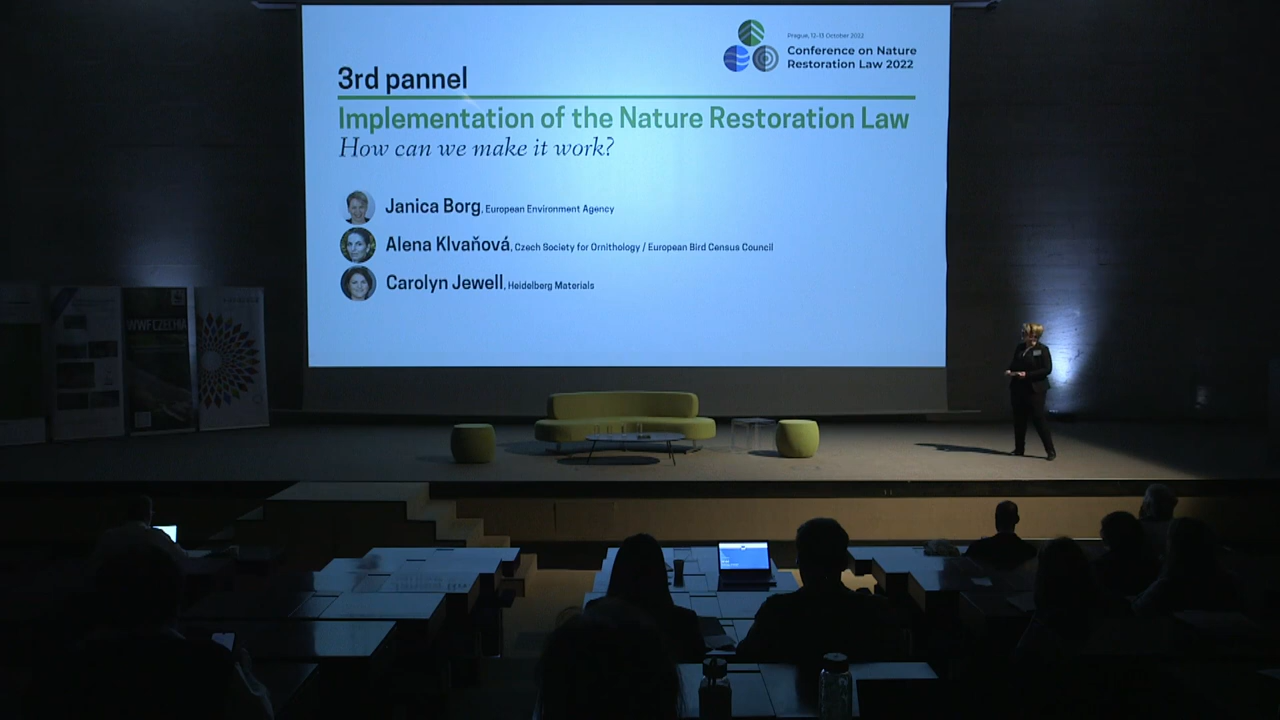 Prague, 12-13 October 2022
Conference on Nature
Restoration Law 2022
3rd pannel
Implementation of the Nature Restoration Law
How can we make it work?
Janica Borg, European Environment Agency
Alena Klvaňová, Czech Society for Ornithology / European Bird Census Council
Carolyn Jewell, Heidelberg Materials
WWF CZECHIA